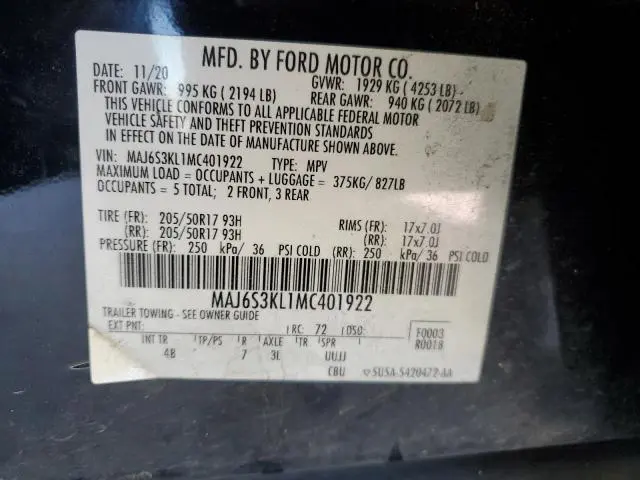 MFD. BY FORD MOTOR CO.
DATE: 11/20 GVWR: 1929 KG ( 4253 LB) -
FRONT GAWR: 995 KG ( 2194 LB) REAR GAWR: 940 KG ( 2072 LB)
THIS VEHICLE CONFORMS TO ALL APPLICABLE FEDERAL MOTOR
VEHICLE SAFETY AND THEFT PREVENTION STANDARDS
IN EFFECT ON THE DATE OF MANUFACTURE SHOWN ABOVE.
VIN: MAJ6S3KL1MC401922 TYPE: MPV
MAXIMUM LOAD = OCCUPANTS + LUGGAGE = 375KG/ 827LB
OCCUPANTS = 5 TOTAL; 2 FRONT, 3 REAR
TIRE (FR): 205/50R17 93H RIMS (FR): 17x7.0J
(RR): 205/50R17 93H (RR): 17x7.0J
PRESSURE (FR): 250 kPa/ 36 PSI COLD (RR): 250 kPa/ 36 PSI COLD
MAJ6S3KL1MC401922
TRAILER TOWING - SEE OWNER GUIDE
EXT PNT: RC: 72 DSO: F0003
R0018
INT TR TP/PS R AXLE TR SPR
4B 7 3L UUJJ
CBU